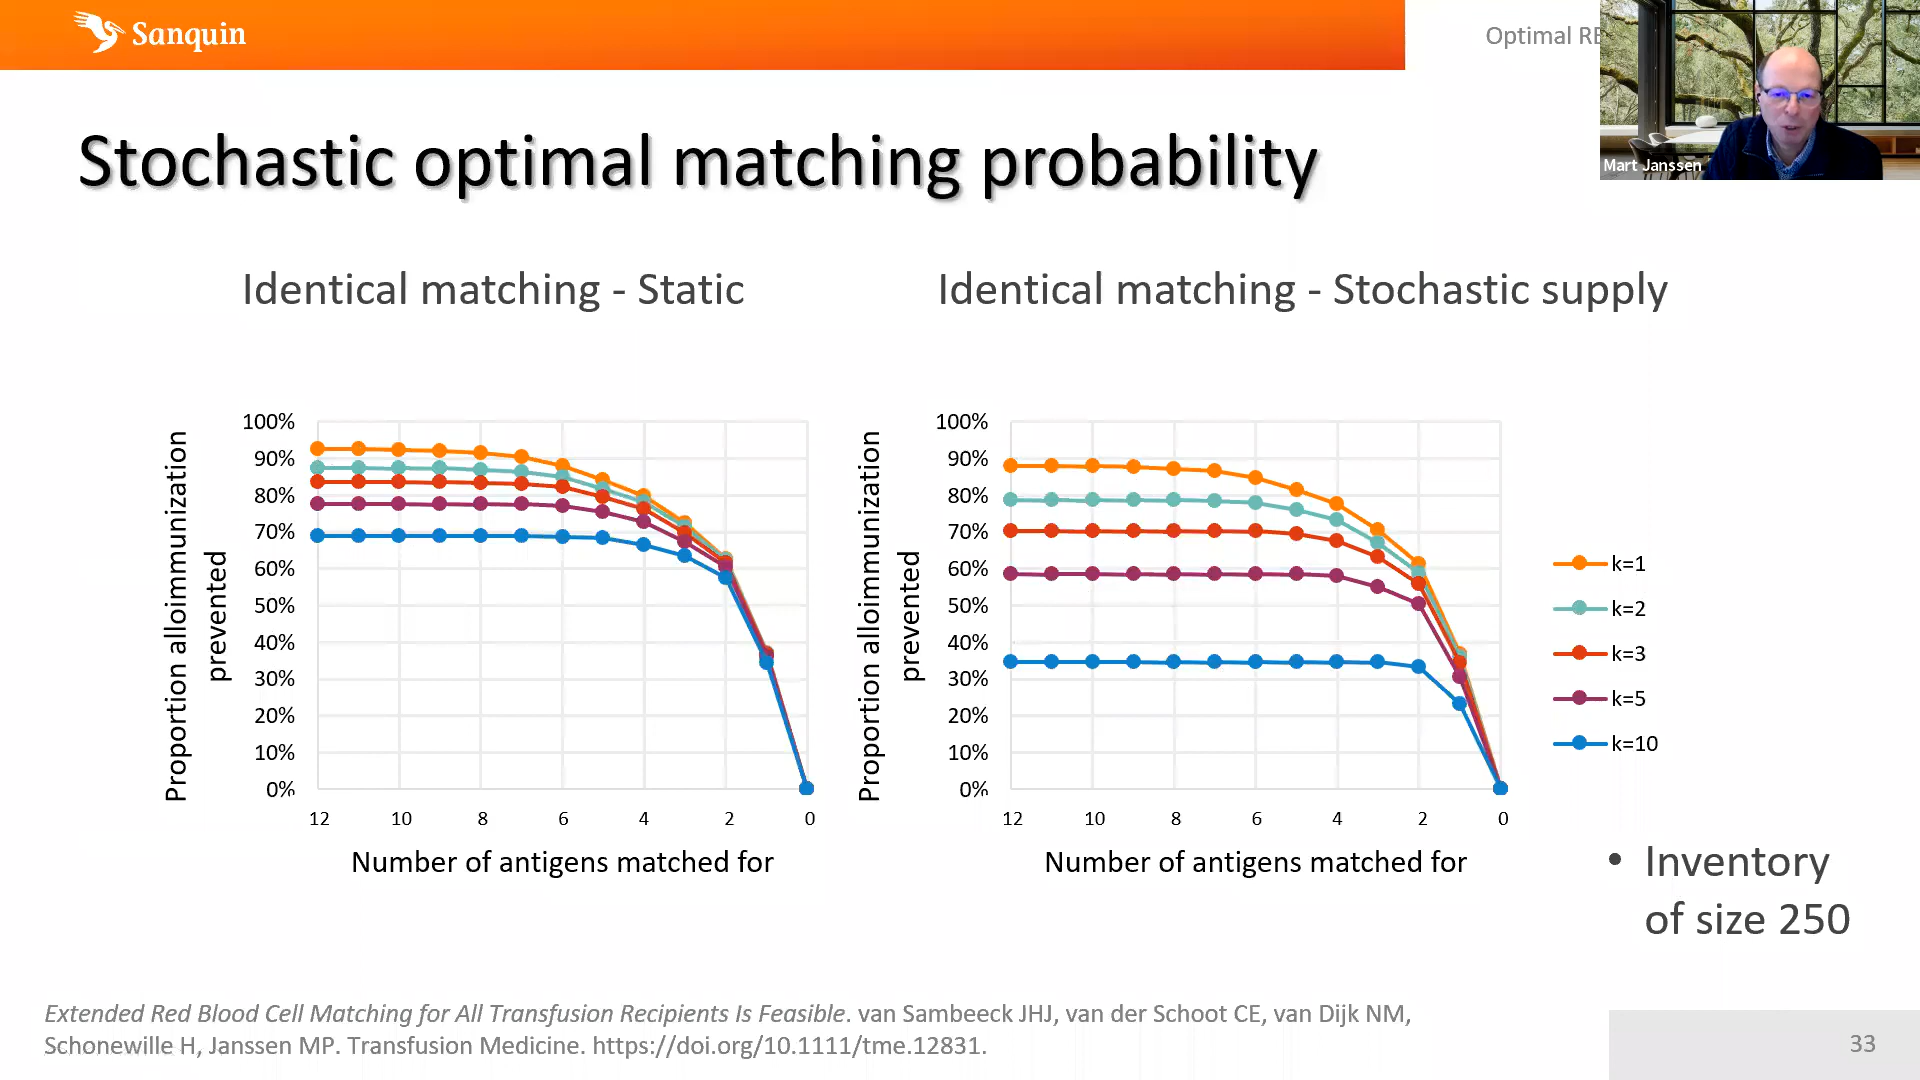 Sanquin
Optimal RE
Mart Janssen
Stochastic optimal matching probability
Identical matching - Static
Identical matching - Stochastic supply
Proportion alloimmunization
prevented
100%
90%
80%
70%
60%
50%
40%
30%
20%
10%
0%
12 10 8 6 4 2 0
Number of antigens matched for
Proportion alloimmunization
prevented
100%
90%
80%
70%
60%
50%
40%
30%
20%
10%
0%
12 10 8 6 4 2 0
Number of antigens matched for
k=1
k=2
k=3
k=5
k=10
• Inventory
of size 250
Extended Red Blood Cell Matching for All Transfusion Recipients Is Feasible. van Sambeeck JHJ, van der Schoot CE, van Dijk NM,
Schonewille H, Janssen MP. Transfusion Medicine. https://doi.org/10.1111/tme.12831.
33